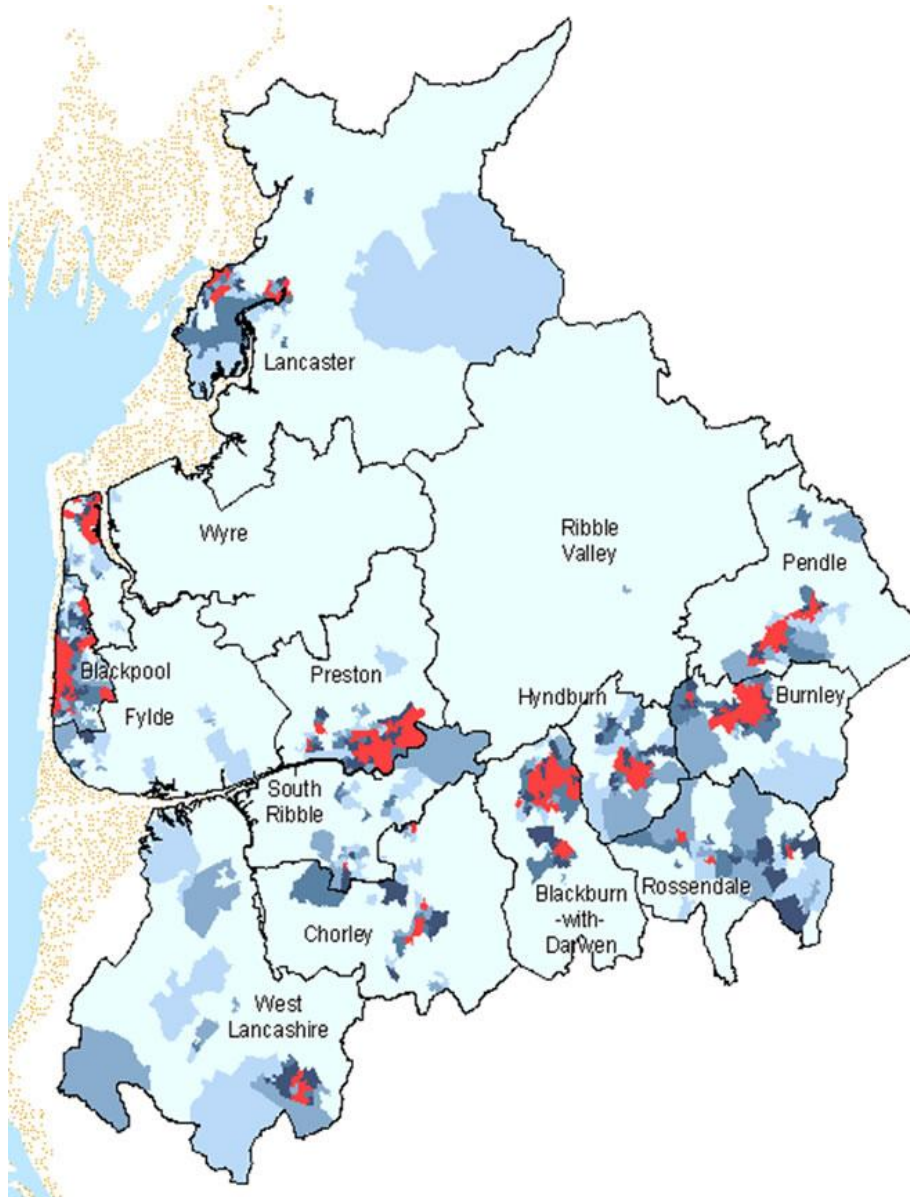 Lancaster
Wyre
Ribble
Valley
Pendle
Blackpool
Preston
Hyndburn
Burnley
Fylde
South
Ribble
Blackburn
-with-
Darwen
Rossendale
Chorley
West
Lancashire